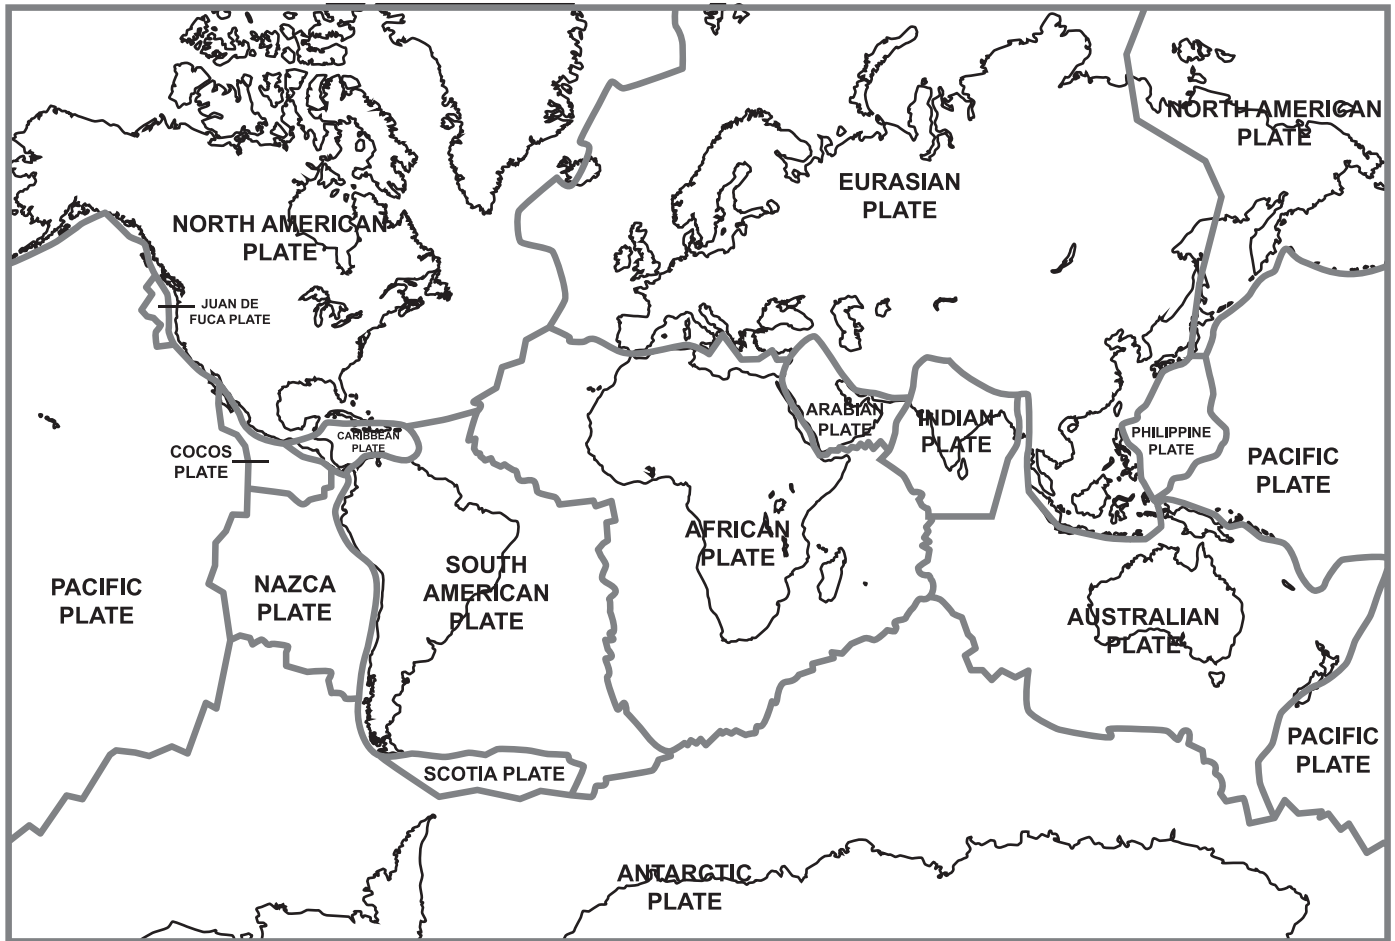 NORTH AMERICAN
PLATE
EURASIAN
PLATE
NORTH AMERICAN
PLATE
JUAN DE
FUCA PLATE
CARIBBEAN
PLATE
ARABIAN
PLATE
INDIAN
PLATE
PHILIPPINE
PLATE
COCOS
PLATE
PACIFIC
PLATE
AFRICAN
PLATE
PACIFIC
PLATE
NAZCA
PLATE
SOUTH
AMERICAN
PLATE
AUSTRALIAN
PLATE
PACIFIC
PLATE
SCOTIA PLATE
ANTARCTIC
PLATE